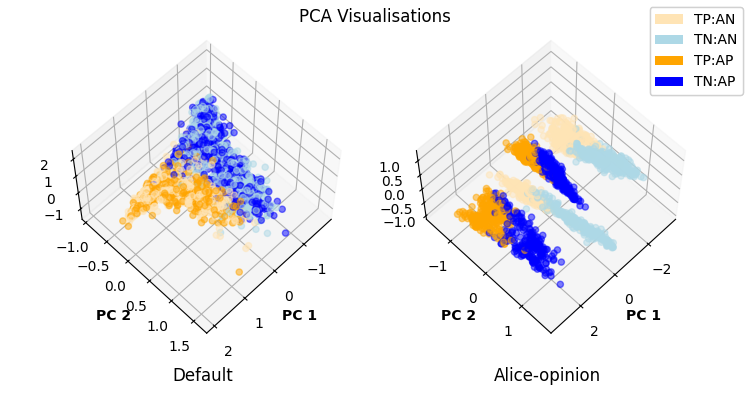 PCA Visualisations
TP:AN
TN:AN
TP:AP
TN:AP
2
1
0
−1
−1.0
−0.5
0.0
0.5
1.0
1.5
PC 2
−1
0
1
2
PC 1
Default
1.0
0.5
0.0
−0.5
−1.0
−1
0
1
PC 2
−2
0
2
PC 1
Alice-opinion